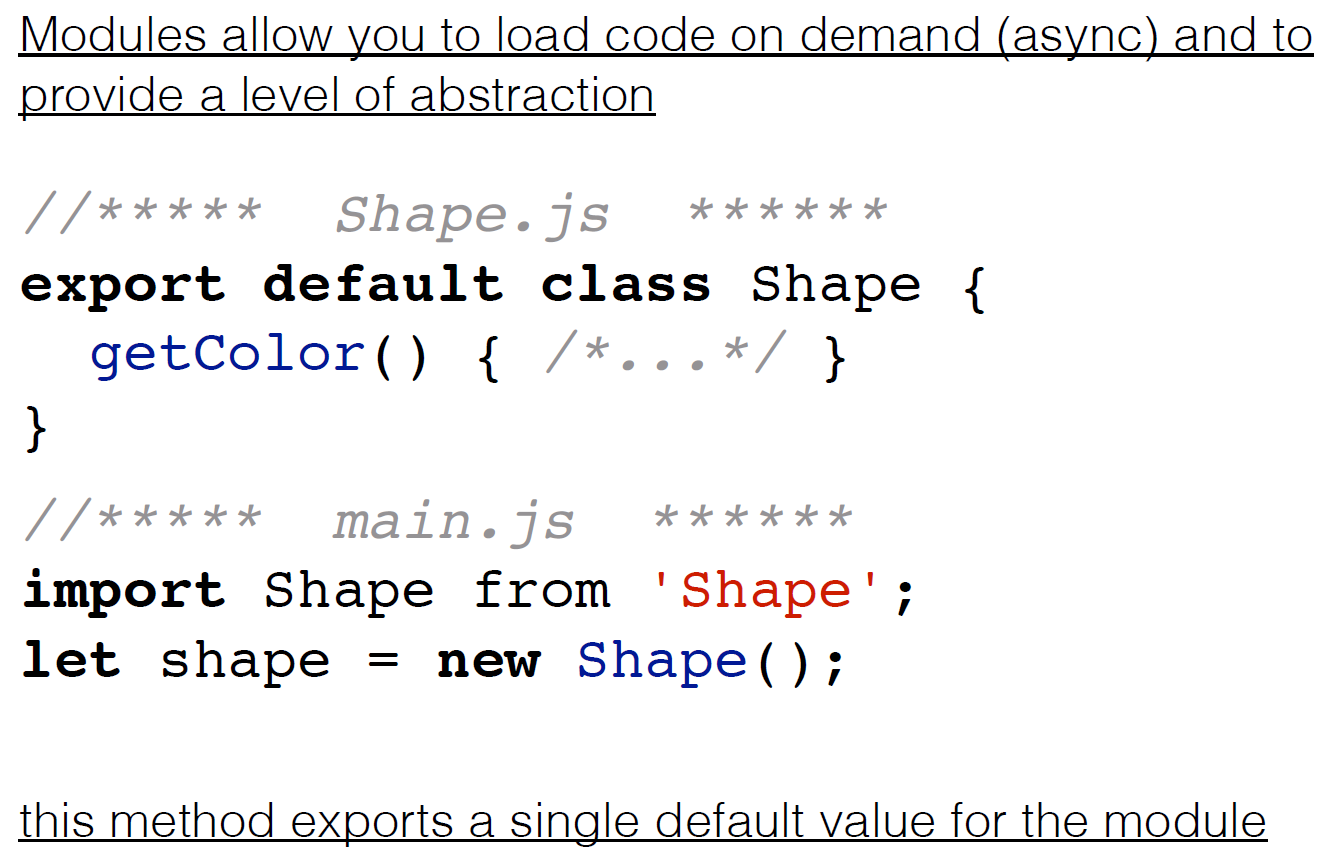 Modules allow you to load code on demand (async) and to
provide a level of abstraction
//***** Shape.js ******
export default class Shape {
  getColor() { /*...*/ }
}
//***** main.js ******
import Shape from 'Shape';
let shape = new Shape();
this method exports a single default value for the module